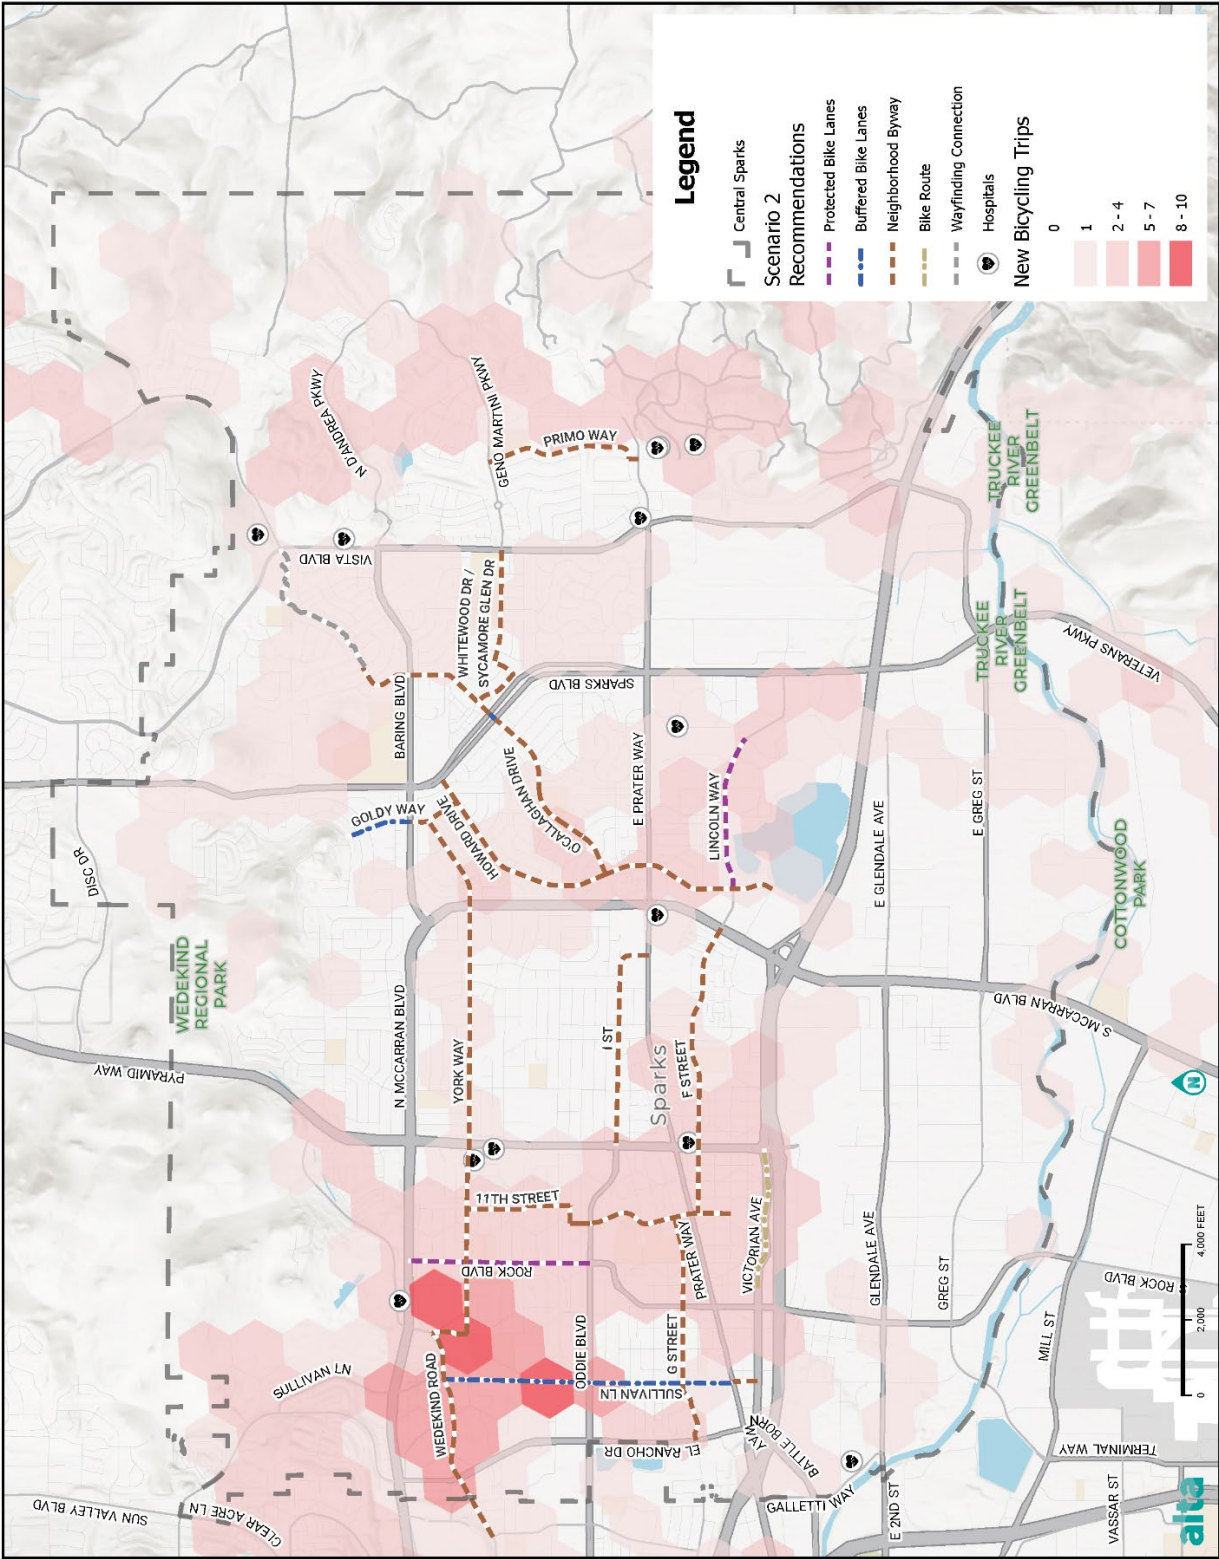 Legend
Central Sparks
Scenario 2
Recommendations
Protected Bike Lanes
Buffered Bike Lanes
Neighborhood Byway
Bike Route
Wayfinding Connection
Hospitals
New Bicycling Trips
0
1
2 - 4
5 - 7
8 - 10
SUN VALLEY BLVD
CLEAR ACRE LN
SULLIVAN LN
WEDEKIND ROAD
PYRAMID WAY
WEDEKIND
REGIONAL
PARK
DISC DR
N MCCARRAN BLVD
YORK WAY
11TH STREET
ROCK BLVD
ODDIE BLVD
SULLIVAN LN
EL RANCHO DR
G STREET
PRATER WAY
VICTORIAN AVE
BATTLE BORN
WAY
GALLETTI WAY
E 2ND ST
VASSAR ST
TERMINAL WAY
MILL ST
GREG ST
GLENDALE AVE
ROCK BLVD
I ST
Sparks
F STREET
GOLDY WAY
HOWARD DRIVE
BARING BLVD
O'CALLAGHAN DRIVE
E PRATER WAY
LINCOLN WAY
WHITEWOOD DR /
SYCAMORE GLEN DR
SPARKS BLVD
VISTA BLVD
N D'ANDREA PKWY
GENO MARTINI PKWY
PRIMO WAY
E GLENDALE AVE
E GREG ST
S MCCARRAN BLVD
COTTONWOOD
PARK
TRUCKEE
RIVER
GREENBELT
TRUCKEE
RIVER
GREENBELT
VETERANS PKWY
N
0
2,000
4,000 FEET
alta